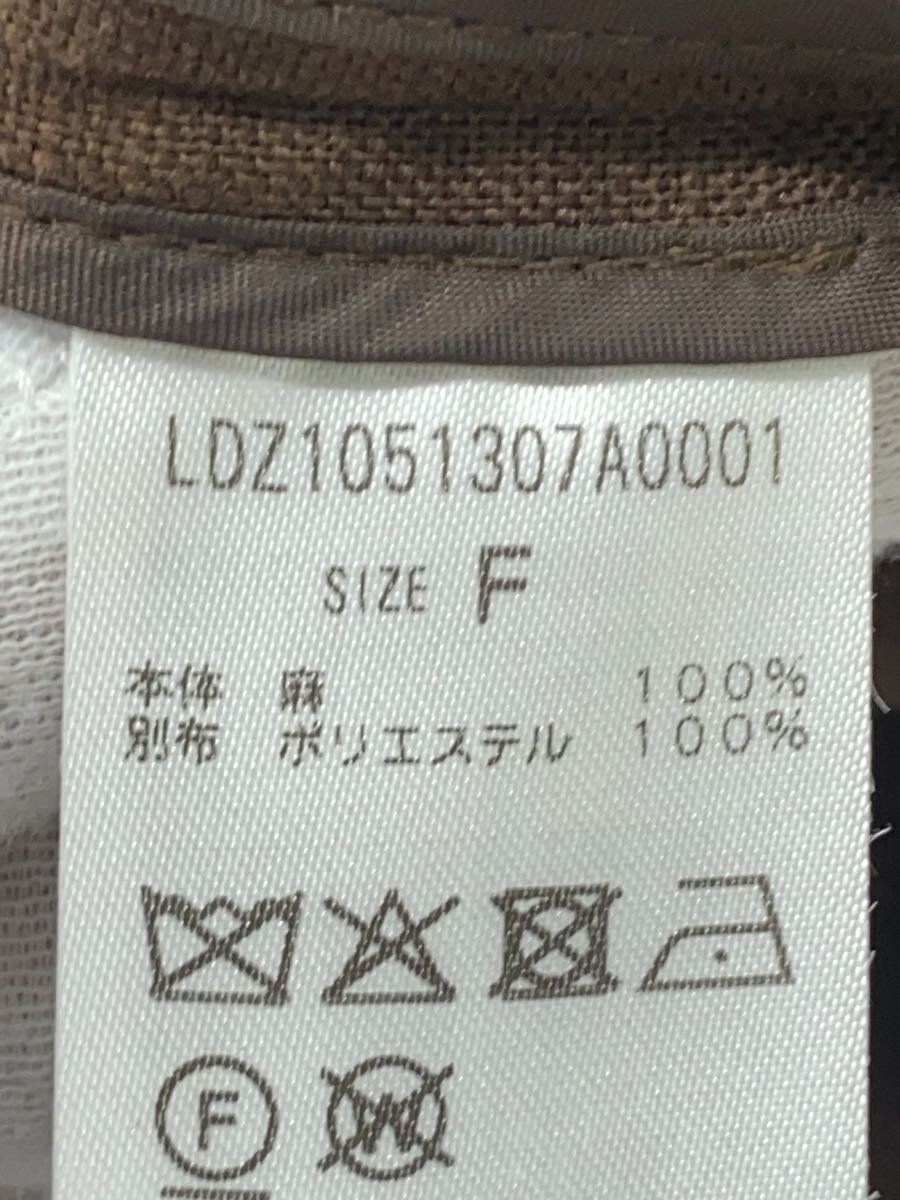 LDZ1051307A0001
SIZE F
本体 麻 100%
別布 ポリエステル 100%
F W